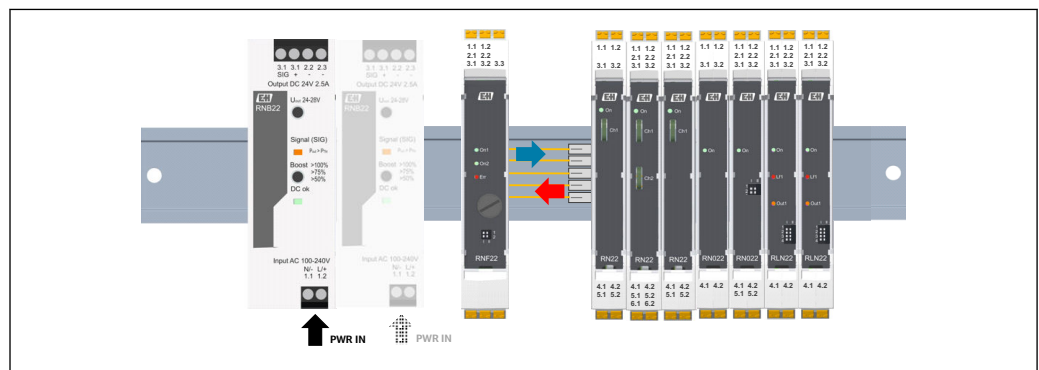 3.1 3.1 2.2 2.3
SIG + - -
Output DC 24V 2.5A
E+H
RNB22
Uout 24-28V
Signal (SIG)
Boost >100%
>75%
>50%
DC ok
Input AC 100-240V
N/- L/+
1.1 1.2
PWR IN
3.1 3.1 2.2 2.3
SIG + - -
Output DC 24V 2.5A
E+H
RNB22
Uout 24-28V
Signal (SIG)
Boost >100%
>75%
>50%
DC ok
Input AC 100-240V
N/- L/+
1.1 1.2
PWR IN
1.1 1.2
2.1 2.2
3.1 3.2 3.3
E+H
On1
On2
Err
RNF22
1.1 1.2
3.1 3.2
E+H
On
Ch1
RN22
4.1 4.2
5.1 5.2
1.1 1.2
2.1 2.2
3.1 3.2
E+H
On
Ch1
Ch2
RN22
4.1 4.2
5.1 5.2
6.1 6.2
1.1 1.2
2.1 2.2
3.1 3.2
E+H
On
Ch1
RN22
4.1 4.2
5.1 5.2
1.1 1.2
3.1 3.2
E+H
On
RNO22
4.1 4.2
1.1 1.2
2.1 2.2
3.1 3.2
E+H
On
RNO22
4.1 4.2
5.1 5.2
1.1 1.2
2.1 2.2
3.1 3.2
E+H
On
Lf1
Out1
RLN22
4.1 4.2
1.1 1.2
2.1 2.2
3.1 3.2
E+H
On
Lf1
Out1
RLN22
4.1 4.2
5.1 5.2